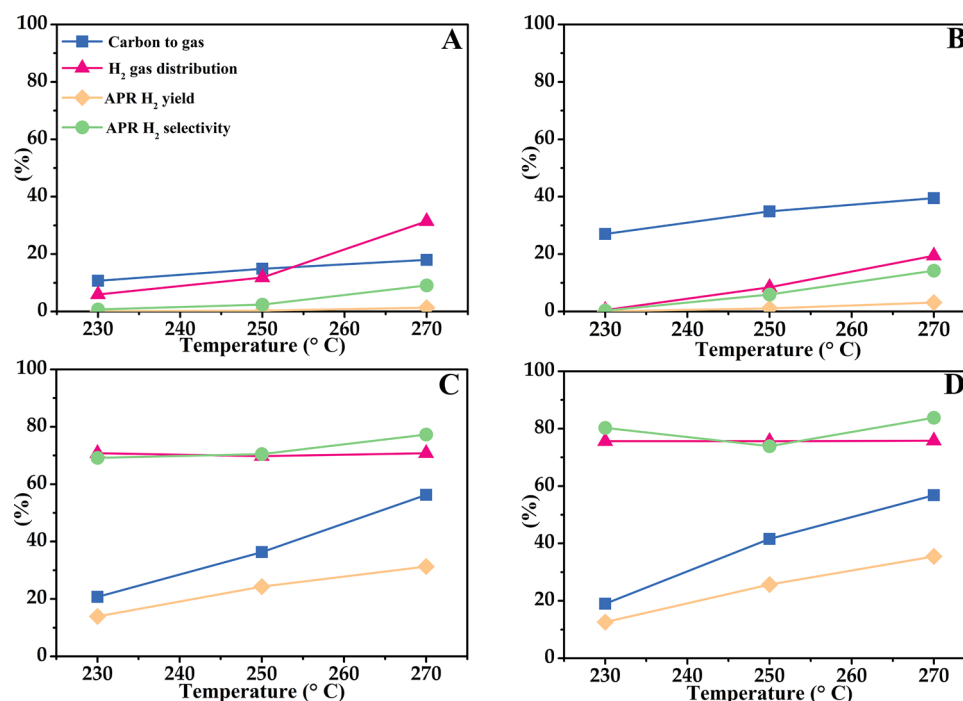 A
100
80
60
40
20
0
(%)
Carbon to gas
H₂ gas distribution
APR H₂ yield
APR H₂ selectivity
230 240 250 260 270
Temperature (° C)
B
100
80
60
40
20
0
(%)
230 240 250 260 270
Temperature (° C)
C
100
80
60
40
20
0
(%)
230 240 250 260 270
Temperature (° C)
D
100
80
60
40
20
0
(%)
230 240 250 260 270
Temperature (° C)